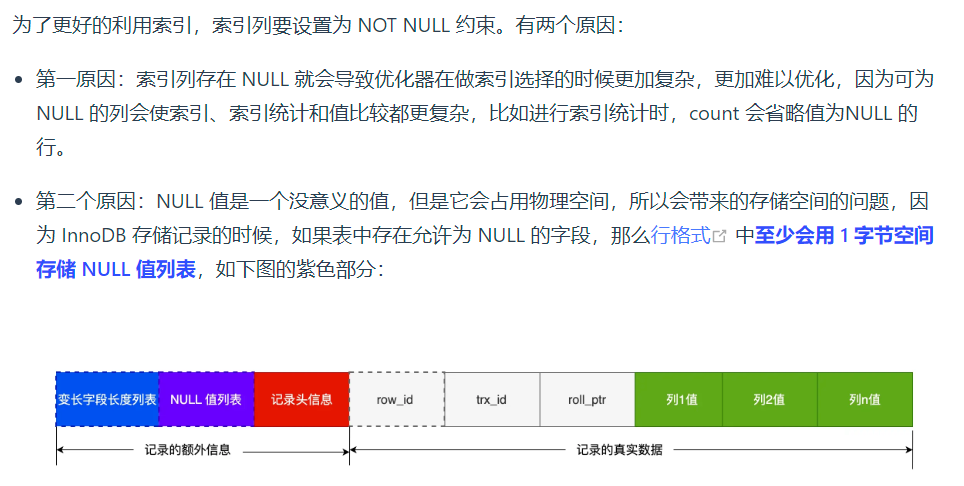 为了更好的利用索引，索引列要设置为 NOT NULL 约束。有两个原因：
第一原因：索引列存在 NULL 就会导致优化器在做索引选择的时候更加复杂，更加难以优化，因为可为
NULL 的列会使索引、索引统计和值比较都更复杂，比如进行索引统计时，count 会省略值为NULL 的
行。
第二个原因：NULL 值是一个没意义的值，但是它会占用物理空间，所以会带来的存储空间的问题，因
为 InnoDB 存储记录的时候，如果表中存在允许为 NULL 的字段，那么行格式 中至少会用 1 字节空间
存储 NULL 值列表，如下图的紫色部分：
变长字段长度列表 NULL 值列表 记录头信息 row_id trx_id roll_ptr 列1值 列2值 列n值
记录的额外信息 记录的真实数据